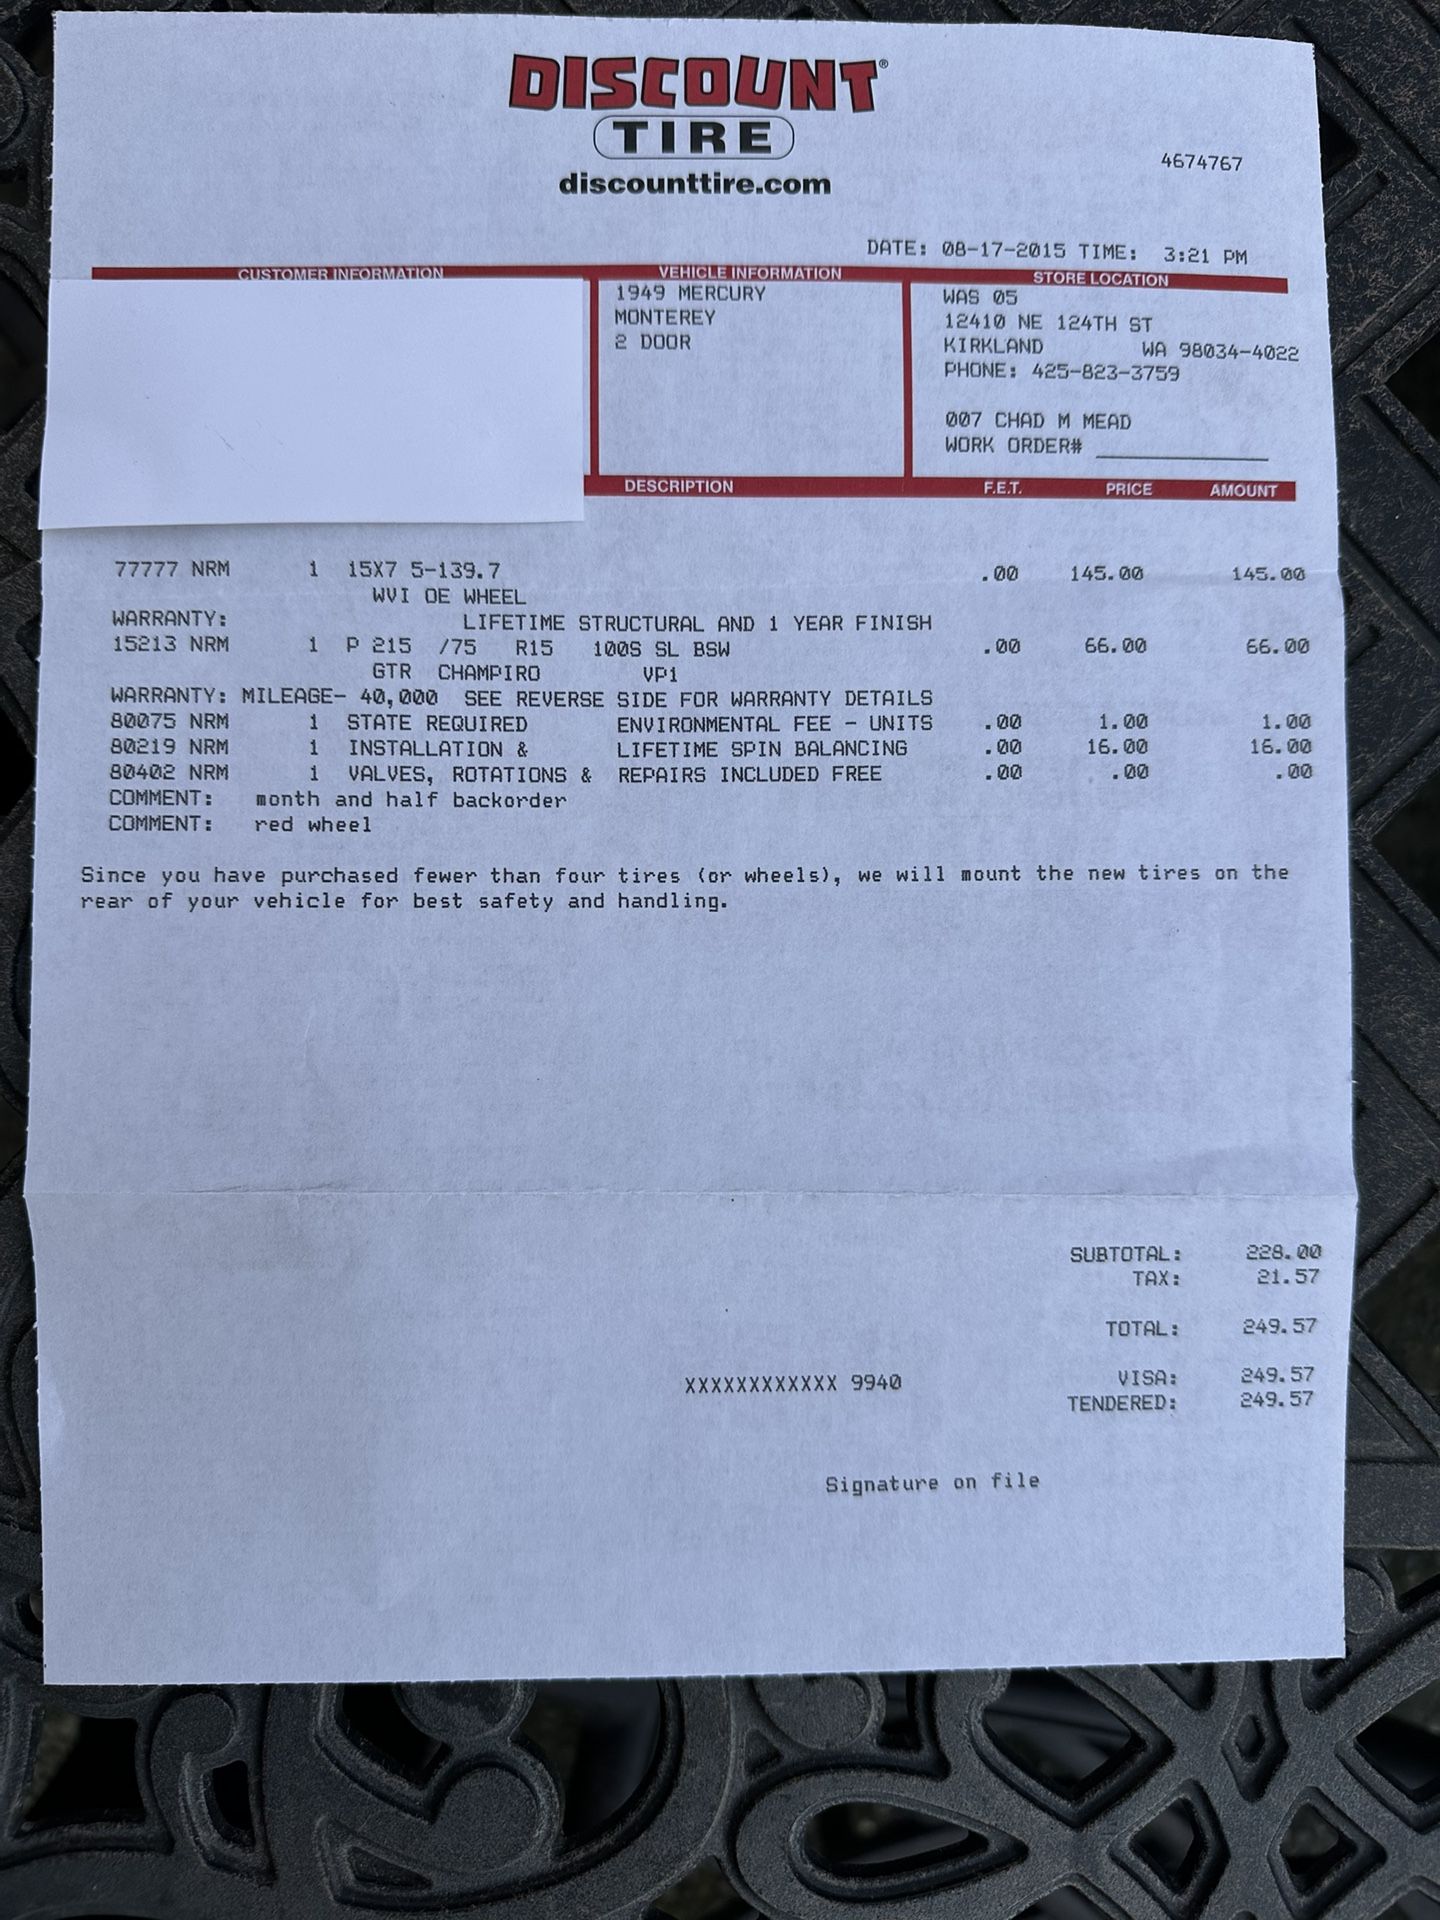 DISCOUNT®
TIRE
discounttire.com
4674767
DATE: 08-17-2015 TIME: 3:21 PM
CUSTOMER INFORMATION
VEHICLE INFORMATION
STORE LOCATION
1949 MERCURY
MONTEREY
2 DOOR
WAS 05
12410 NE 124TH ST
KIRKLAND WA 98034-4022
PHONE: 425-823-3759
007 CHAD M MEAD
WORK ORDER#
DESCRIPTION F.E.T. PRICE AMOUNT
77777 NRM 1 15X7 5-139.7 .00 145.00 145.00
WVI OE WHEEL
WARRANTY: LIFETIME STRUCTURAL AND 1 YEAR FINISH
15213 NRM 1 P 215 /75 R15 100S SL BSW .00 66.00 66.00
GTR CHAMPIRO VP1
WARRANTY: MILEAGE- 40,000 SEE REVERSE SIDE FOR WARRANTY DETAILS
80075 NRM 1 STATE REQUIRED ENVIRONMENTAL FEE - UNITS .00 1.00 1.00
80219 NRM 1 INSTALLATION & LIFETIME SPIN BALANCING .00 16.00 16.00
80402 NRM 1 VALVES, ROTATIONS & REPAIRS INCLUDED FREE .00 .00 .00
COMMENT: month and half backorder
COMMENT: red wheel
Since you have purchased fewer than four tires (or wheels), we will mount the new tires on the
rear of your vehicle for best safety and handling.
SUBTOTAL: 228.00
TAX: 21.57
TOTAL: 249.57
XXXXXXXXXXXX 9940 VISA: 249.57
TENDERED: 249.57
Signature on file